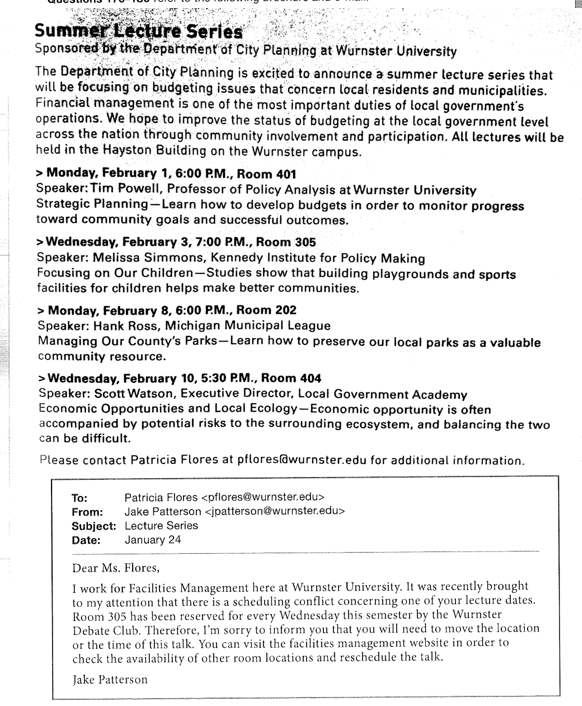 Summer Lecture Series
Sponsored by the Department of City Planning at Wurnster University
The Department of City Planning is excited to announce a summer lecture series that
will be focusing on budgeting issues that concern local residents and municipalities.
Financial management is one of the most important duties of local government's
operations. We hope to improve the status of budgeting at the local government level
across the nation through community involvement and participation. All lectures will be
held in the Hayston Building on the Wurnster campus.
> Monday, February 1, 6:00 P.M., Room 401
Speaker: Tim Powell, Professor of Policy Analysis at Wurnster University
Strategic Planning—Learn how to develop budgets in order to monitor progress
toward community goals and successful outcomes.
> Wednesday, February 3, 7:00 P.M., Room 305
Speaker: Melissa Simmons, Kennedy Institute for Policy Making
Focusing on Our Children—Studies show that building playgrounds and sports
facilities for children helps make better communities.
> Monday, February 8, 6:00 P.M., Room 202
Speaker: Hank Ross, Michigan Municipal League
Managing Our County's Parks—Learn how to preserve our local parks as a valuable
community resource.
> Wednesday, February 10, 5:30 P.M., Room 404
Speaker: Scott Watson, Executive Director, Local Government Academy
Economic Opportunities and Local Ecology—Economic opportunity is often
accompanied by potential risks to the surrounding ecosystem, and balancing the two
can be difficult.
Please contact Patricia Flores at pflores@wurnster.edu for additional information.
To: Patricia Flores <pflores@wurnster.edu>
From: Jake Patterson <jpatterson@wurnster.edu>
Subject: Lecture Series
Date: January 24
Dear Ms. Flores,
I work for Facilities Management here at Wurnster University. It was recently brought
to my attention that there is a scheduling conflict concerning one of your lecture dates.
Room 305 has been reserved for every Wednesday this semester by the Wurnster
Debate Club. Therefore, I'm sorry to inform you that you will need to move the location
or the time of this talk. You can visit the facilities management website in order to
check the availability of other room locations and reschedule the talk.
Jake Patterson